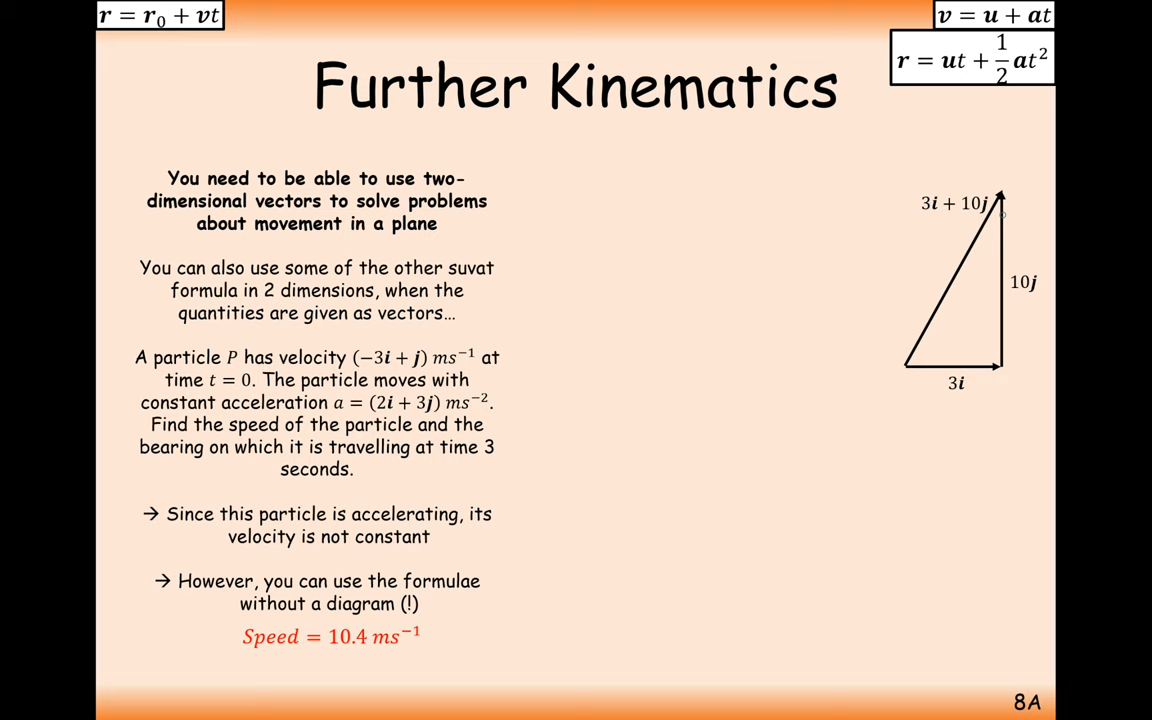 𝒓 = 𝒓₀ + 𝒗𝑡
𝒗 = 𝒖 + 𝒂𝑡
𝒓 = 𝒖𝑡 + 1/2 𝒂𝑡²
Further Kinematics
You need to be able to use two-
dimensional vectors to solve problems
about movement in a plane
You can also use some of the other suvat
formula in 2 dimensions, when the
quantities are given as vectors…
A particle 𝑃 has velocity (−3𝒊 + 𝒋) 𝑚𝑠⁻¹ at
time 𝑡 = 0. The particle moves with
constant acceleration 𝑎 = (2𝒊 + 3𝒋) 𝑚𝑠⁻².
Find the speed of the particle and the
bearing on which it is travelling at time 3
seconds.
→ Since this particle is accelerating, its
velocity is not constant
→ However, you can use the formulae
without a diagram (!)
𝑆𝑝𝑒𝑒𝑑 = 10.4 𝑚𝑠⁻¹
3𝒊 + 10𝒋
10𝒋
3𝒊
8A